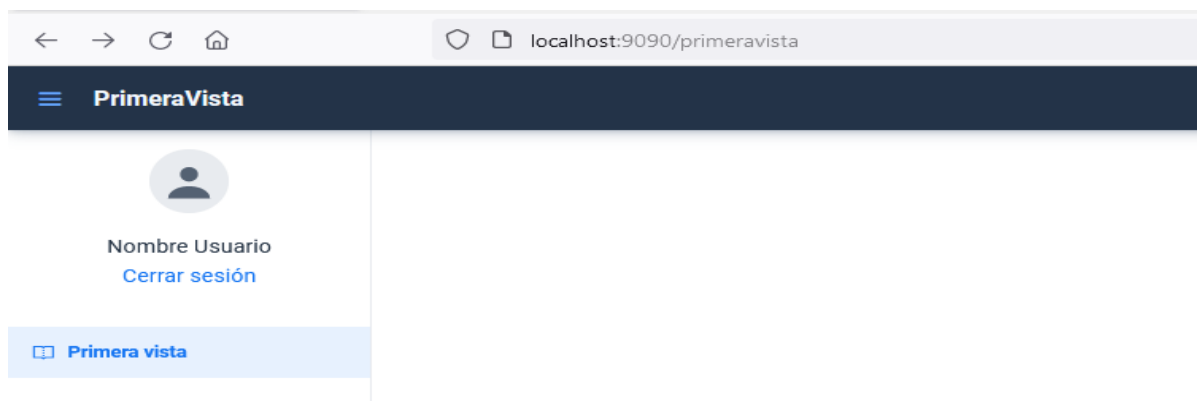 localhost:9090/primeravista
PrimeraVista
Nombre Usuario
Cerrar sesión
Primera vista